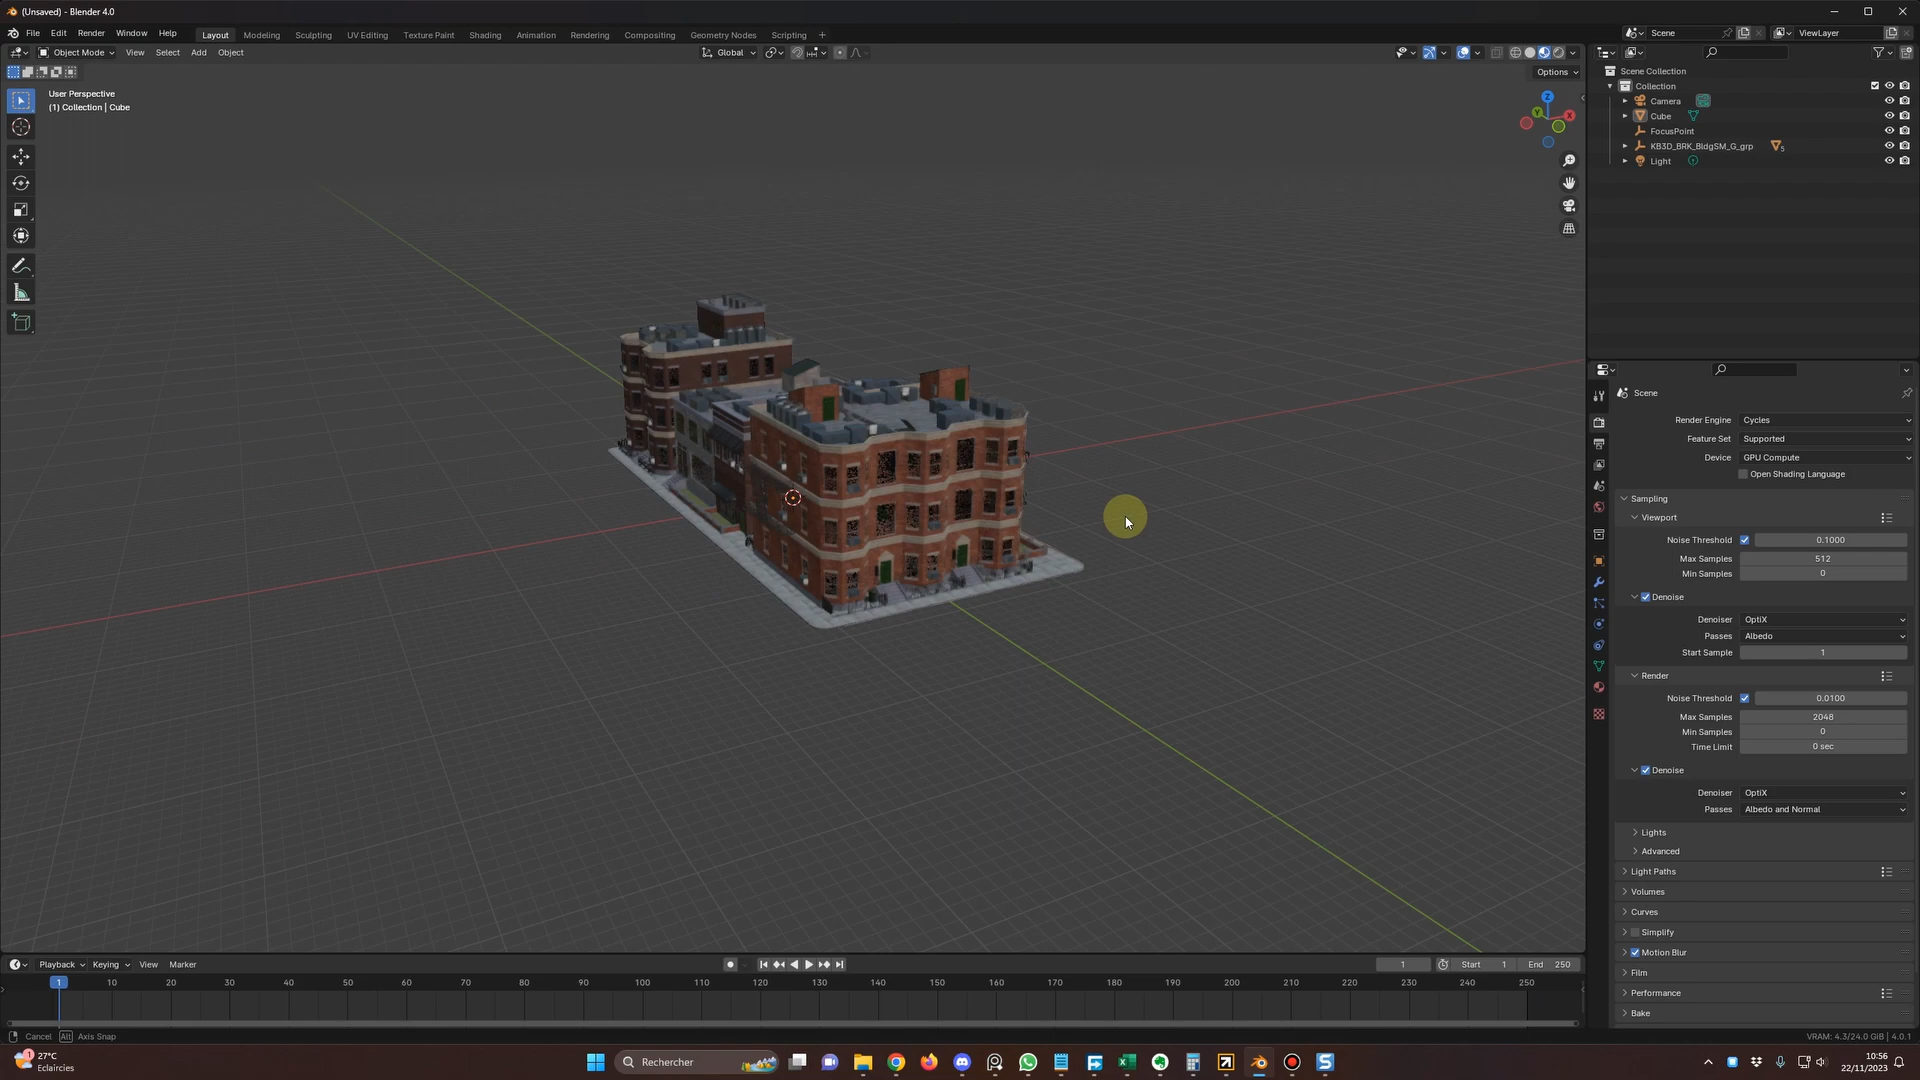 (Unsaved) - Blender 4.0
File Edit Render Window Help Layout Modeling Sculpting UV Editing Texture Paint Shading Animation Rendering Compositing Geometry Nodes Scripting + Scene ViewLayer
Object Mode View Select Add Object Global
Options
User Perspective
(1) Collection | Cube
Z
X
Y
Scene Collection
Collection
Camera
Cube
FocusPoint
KB3D_BRK_BldgSM_G_grp 5
Light
Scene
Render Engine Cycles
Feature Set Supported
Device GPU Compute
Open Shading Language
Sampling
Viewport
Noise Threshold 0.1000
Max Samples 512
Min Samples 0
Denoise
Denoiser OptiX
Passes Albedo
Start Sample 1
Render
Noise Threshold 0.0100
Max Samples 2048
Min Samples 0
Time Limit 0 sec
Denoise
Denoiser OptiX
Passes Albedo and Normal
Lights
Advanced
Light Paths
Volumes
Curves
Simplify
Motion Blur
Film
Performance
Bake
Playback Keying View Marker 1 Start 1 End 250
1 10 20 30 40 50 60 70 80 90 100 110 120 130 140 150 160 170 180 190 200 210 220 230 240 250
Cancel Alt Axis Snap VRAM: 4.3/24.0 GiB | 4.0.1
1 27°C
Eclaircies
Rechercher
10:56
22/11/2023